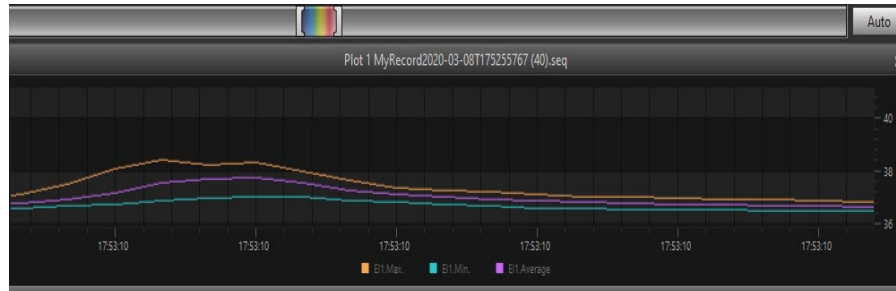 Auto
Plot 1 MyRecord2020-03-08T175255767 (40).seq
40
38
36
17:53:10 17:53:10 17:53:10 17:53:10 17:53:10 17:53:10
El1.Max. El1.Min. El1.Average